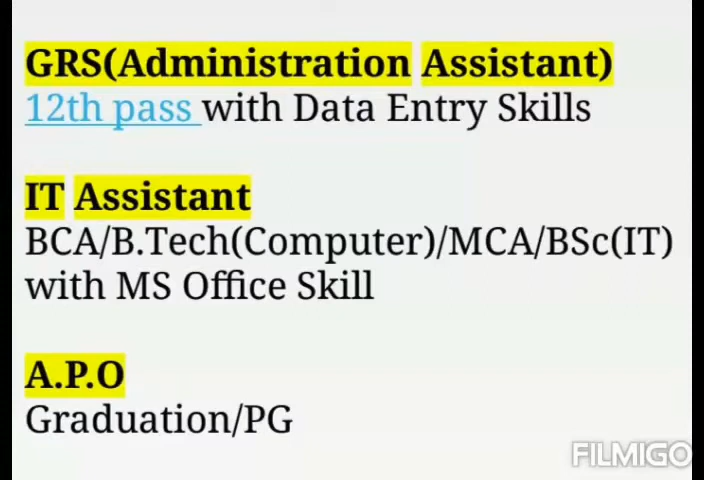 GRS(Administration Assistant)
12th pass with Data Entry Skills
IT Assistant
BCA/B.Tech(Computer)/MCA/BSc(IT)
with MS Office Skill
A.P.O
Graduation/PG
FILMIGO